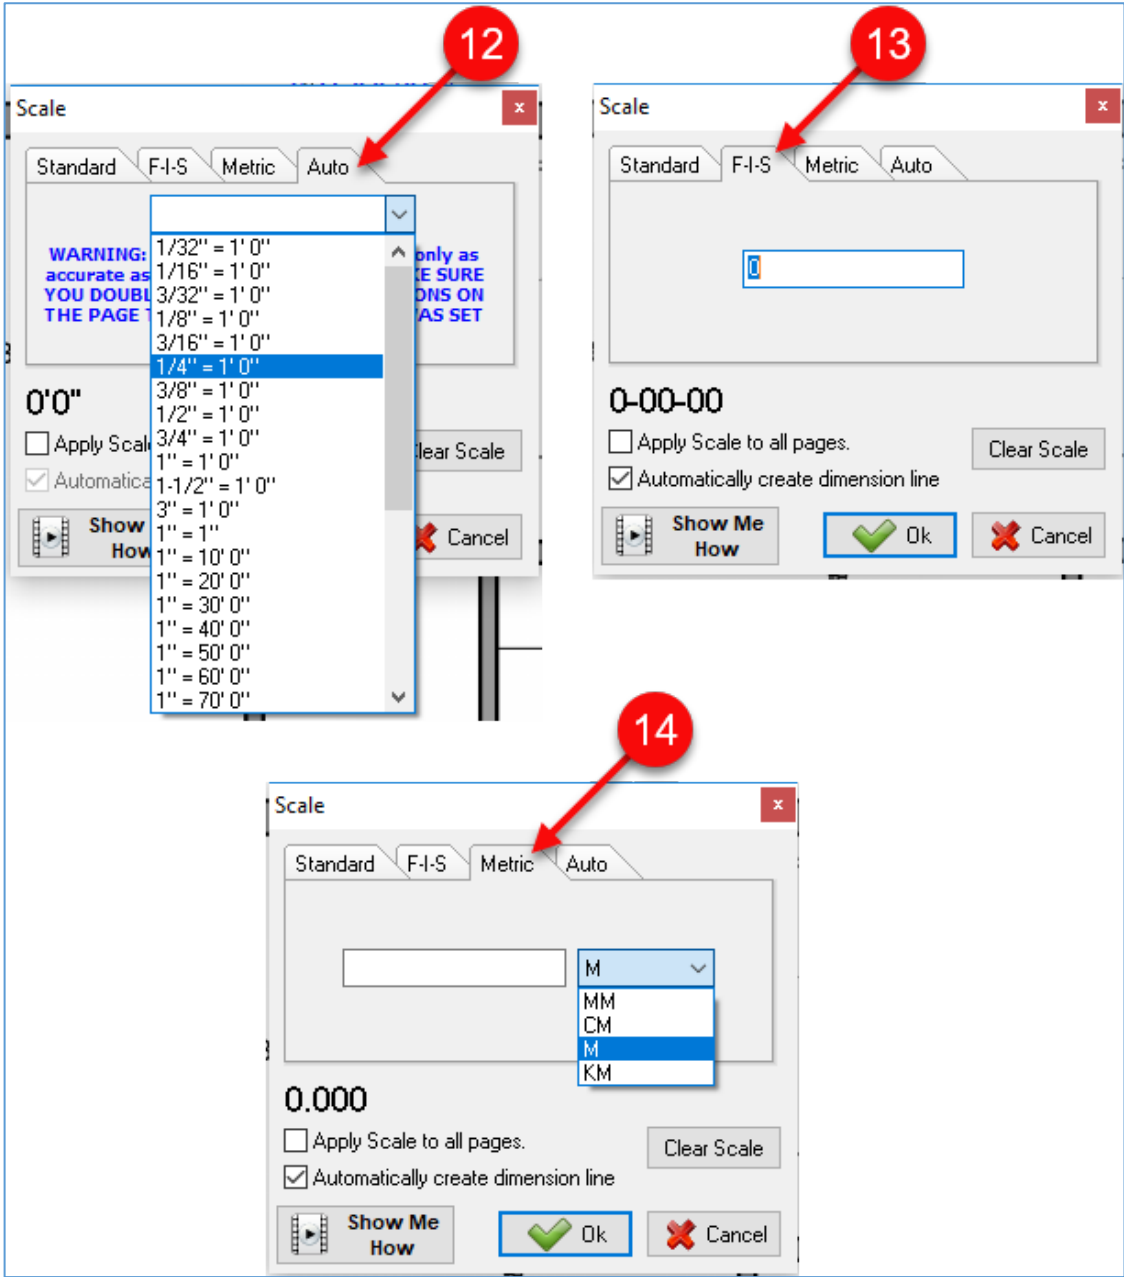 12
Scale
x
Standard F-I-S Metric Auto
WARNING: only as
accurate as KE SURE
YOU DOUBL ONS ON
THE PAGE T WAS SET
1/32" = 1' 0"
1/16" = 1' 0"
3/32" = 1' 0"
1/8" = 1' 0"
3/16" = 1' 0"
1/4" = 1' 0"
3/8" = 1' 0"
1/2" = 1' 0"
3/4" = 1' 0"
1" = 1' 0"
1-1/2" = 1' 0"
3" = 1' 0"
1" = 1"
1" = 10' 0"
1" = 20' 0"
1" = 30' 0"
1" = 40' 0"
1" = 50' 0"
1" = 60' 0"
1" = 70' 0"
0'0"
Apply Scal
Clear Scale
Automatica
Show
How
Cancel
13
Scale
x
Standard F-I-S Metric Auto
0
0-00-00
Apply Scale to all pages.
Clear Scale
Automatically create dimension line
Show Me
How
Ok
Cancel
14
Scale
x
Standard F-I-S Metric Auto
M
MM
CM
M
KM
0.000
Apply Scale to all pages.
Clear Scale
Automatically create dimension line
Show Me
How
Ok
Cancel